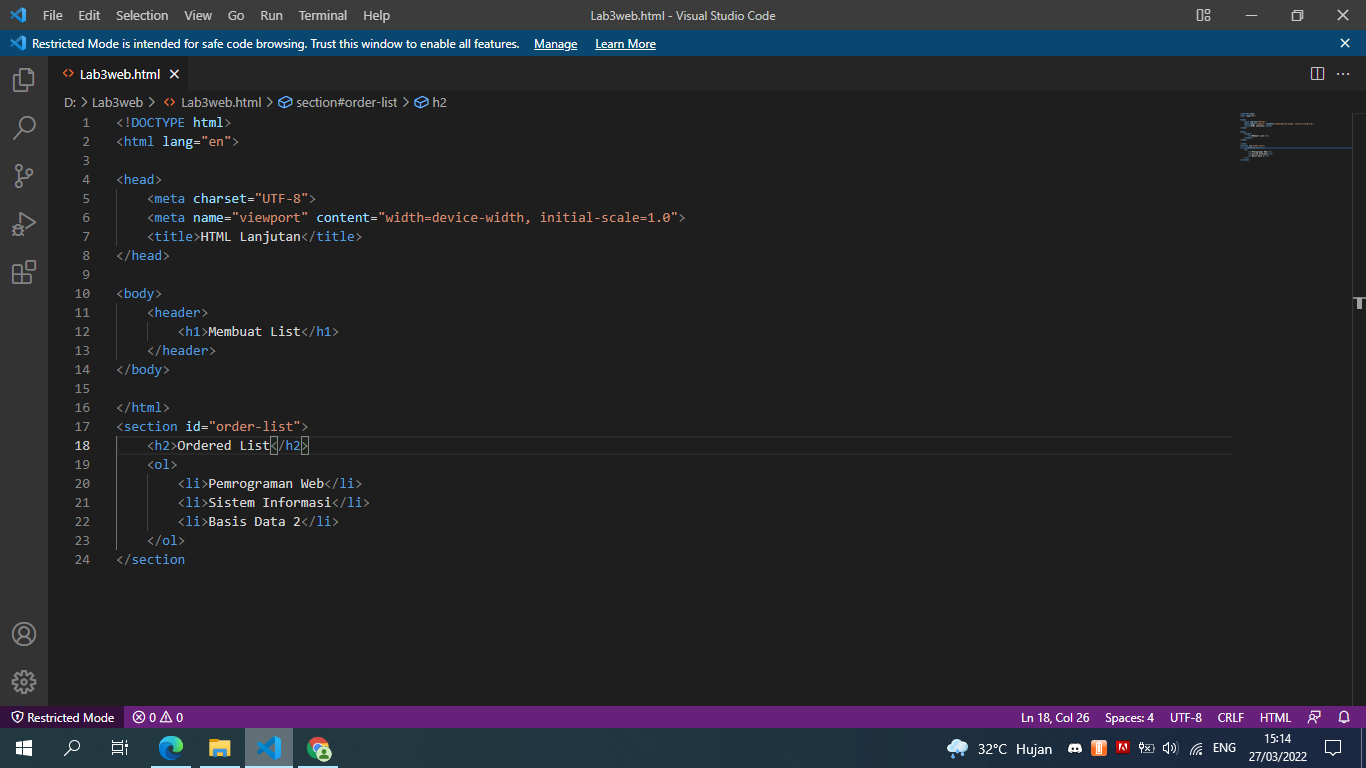 File Edit Selection View Go Run Terminal Help Lab3web.html - Visual Studio Code
Restricted Mode is intended for safe code browsing. Trust this window to enable all features. Manage Learn More
Lab3web.html
D: > Lab3web > Lab3web.html > section#order-list > h2
1 <!DOCTYPE html>
2 <html lang="en">
3
4 <head>
5 <meta charset="UTF-8">
6 <meta name="viewport" content="width=device-width, initial-scale=1.0">
7 <title>HTML Lanjutan</title>
8 </head>
9
10 <body>
11 <header>
12 <h1>Membuat List</h1>
13 </header>
14 </body>
15
16 </html>
17 <section id="order-list">
18 <h2>Ordered List</h2>
19 <ol>
20 <li>Pemrograman Web</li>
21 <li>Sistem Informasi</li>
22 <li>Basis Data 2</li>
23 </ol>
24 </section
Restricted Mode 0 0 Ln 18, Col 26 Spaces: 4 UTF-8 CRLF HTML
32°C Hujan ENG 15:14
27/03/2022